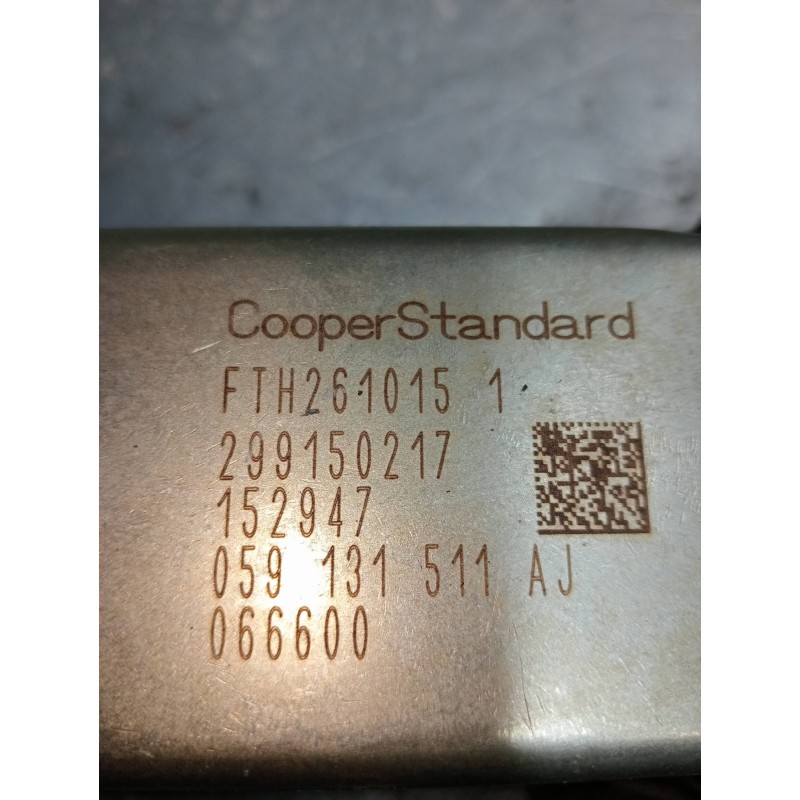 CooperStandard
FTH261015 1
299150217
152947
059 131 511 AJ
066600